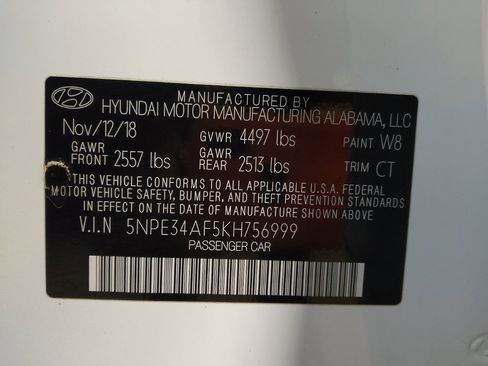 MANUFACTURED BY
HYUNDAI MOTOR MANUFACTURING ALABAMA, LLC
Nov/12/18 GVWR 4497 lbs PAINT W8
GAWR FRONT 2557 lbs GAWR REAR 2513 lbs TRIM CT
THIS VEHICLE CONFORMS TO ALL APPLICABLE U.S.A. FEDERAL
MOTOR VEHICLE SAFETY, BUMPER, AND THEFT PREVENTION STANDARDS
IN EFFECT ON THE DATE OF MANUFACTURE SHOWN ABOVE.
V.I.N 5NPE34AF5KH756999
PASSENGER CAR